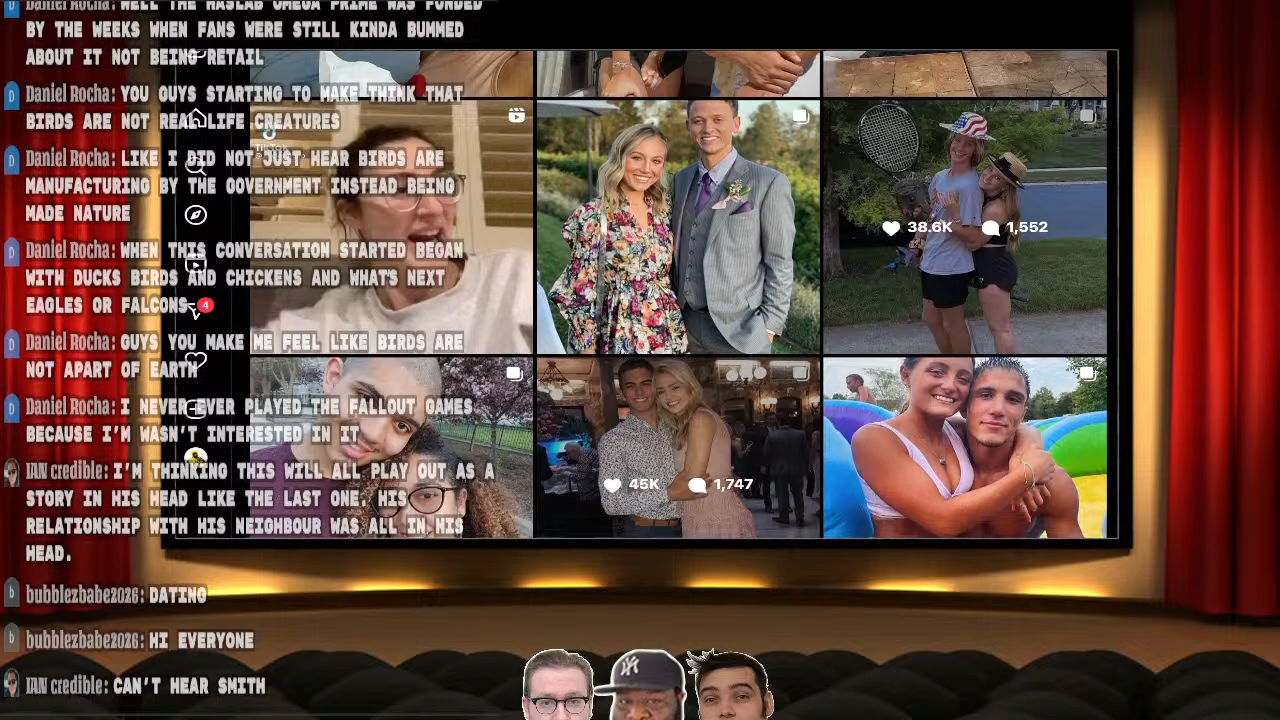 Daniel Rocha: WELL THE HASLAB OMEGA PRIME WAS FUNDED
BY THE WEEKS WHEN FANS WERE STILL KINDA BUMMED
ABOUT IT NOT BEING RETAIL
D Daniel Rocha: YOU GUYS STARTING TO MAKE THINK THAT
BIRDS ARE NOT REAL LIFE CREATURES
D Daniel Rocha: LIKE I DID NOT JUST HEAR BIRDS ARE
MANUFACTURING BY THE GOVERNMENT INSTEAD BEING
MADE NATURE
D Daniel Rocha: WHEN THIS CONVERSATION STARTED BEGAN
WITH DUCKS BIRDS AND CHICKENS AND WHAT'S NEXT
EAGLES OR FALCONS
4
D Daniel Rocha: GUYS YOU MAKE ME FEEL LIKE BIRDS ARE
NOT APART OF EARTH
D Daniel Rocha: I NEVER EVER PLAYED THE FALLOUT GAMES
BECAUSE I'M WASN'T INTERESTED IN IT
IAN credible: I'M THINKING THIS WILL ALL PLAY OUT AS A
STORY IN HIS HEAD LIKE THE LAST ONE, HIS
RELATIONSHIP WITH HIS NEIGHBOUR WAS ALL IN HIS
HEAD.
b bubblezbabe2026: DATING
b bubblezbabe2026: HI EVERYONE
IAN credible: CAN'T HEAR SMITH
TikTok
38.6K 1,552
45K 1,747